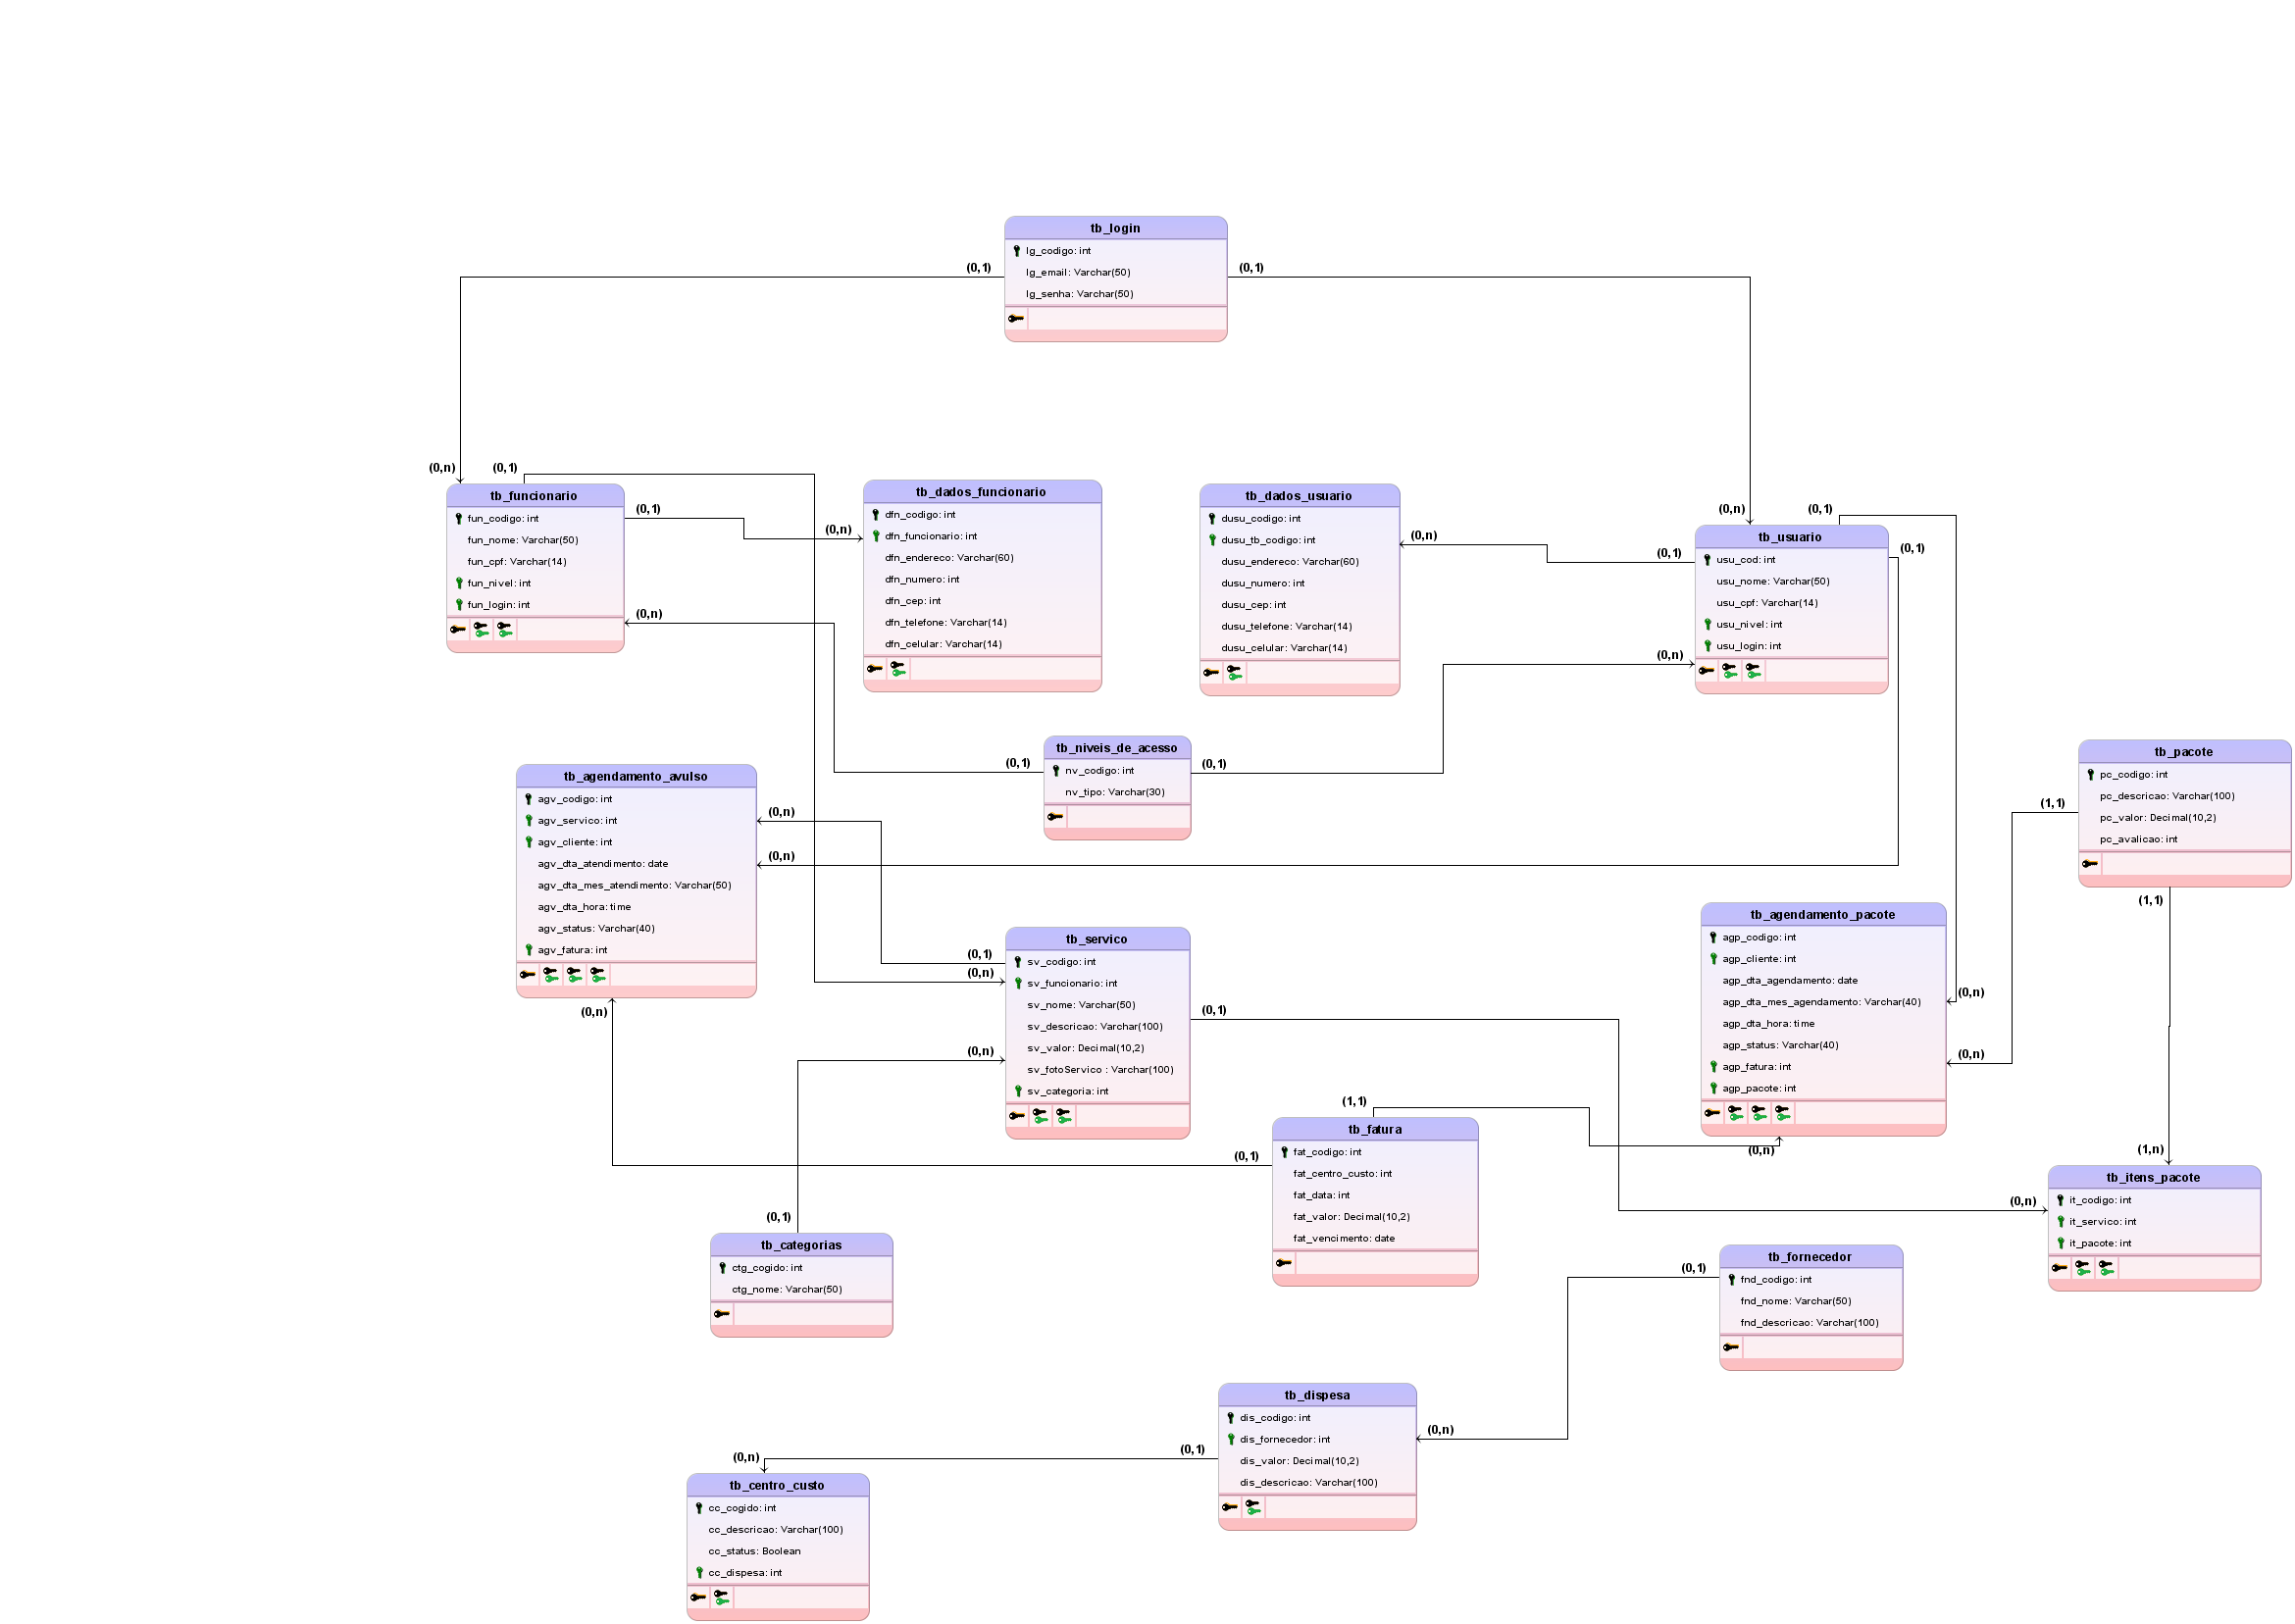 tb_login
lg_codigo: int
lg_email: Varchar(50)
lg_senha: Varchar(50)
(0,1)
(0,1)
(0,n)
(0,1)
tb_funcionario
fun_codigo: int
fun_nome: Varchar(50)
fun_cpf: Varchar(14)
fun_nivel: int
fun_login: int
(0,1)
(0,n)
(0,n)
tb_dados_funcionario
dfn_codigo: int
dfn_funcionario: int
dfn_endereco: Varchar(60)
dfn_numero: int
dfn_cep: int
dfn_telefone: Varchar(14)
dfn_celular: Varchar(14)
tb_dados_usuario
dusu_codigo: int
dusu_tb_codigo: int
dusu_endereco: Varchar(60)
dusu_numero: int
dusu_cep: int
dusu_telefone: Varchar(14)
dusu_celular: Varchar(14)
(0,n)
(0,1)
(0,n)
(0,n)
(0,1)
(0,1)
tb_usuario
usu_cod: int
usu_nome: Varchar(50)
usu_cpf: Varchar(14)
usu_nivel: int
usu_login: int
tb_niveis_de_acesso
nv_codigo: int
nv_tipo: Varchar(30)
(0,1)
(0,1)
tb_pacote
pc_codigo: int
pc_descricao: Varchar(100)
pc_valor: Decimal(10,2)
pc_avalicao: int
(1,1)
(1,1)
tb_agendamento_avulso
agv_codigo: int
agv_servico: int
agv_cliente: int
agv_dta_atendimento: date
agv_dta_mes_atendimento: Varchar(50)
agv_dta_hora: time
agv_status: Varchar(40)
agv_fatura: int
(0,n)
(0,n)
(0,n)
tb_servico
sv_codigo: int
sv_funcionario: int
sv_nome: Varchar(50)
sv_descricao: Varchar(100)
sv_valor: Decimal(10,2)
sv_fotoServico : Varchar(100)
sv_categoria: int
(0,1)
(0,n)
(0,n)
(0,1)
tb_agendamento_pacote
agp_codigo: int
agp_cliente: int
agp_dta_agendamento: date
agp_dta_mes_agendamento: Varchar(40)
agp_dta_hora: time
agp_status: Varchar(40)
agp_fatura: int
agp_pacote: int
(0,n)
(0,n)
(0,n)
(1,1)
(0,1)
tb_fatura
fat_codigo: int
fat_centro_custo: int
fat_data: int
fat_valor: Decimal(10,2)
fat_vencimento: date
(1,n)
(0,n)
tb_itens_pacote
it_codigo: int
it_servico: int
it_pacote: int
(0,1)
tb_categorias
ctg_cogido: int
ctg_nome: Varchar(50)
(0,1)
tb_fornecedor
fnd_codigo: int
fnd_nome: Varchar(50)
fnd_descricao: Varchar(100)
tb_dispesa
dis_codigo: int
dis_fornecedor: int
dis_valor: Decimal(10,2)
dis_descricao: Varchar(100)
(0,n)
(0,1)
(0,n)
tb_centro_custo
cc_cogido: int
cc_descricao: Varchar(100)
cc_status: Boolean
cc_dispesa: int